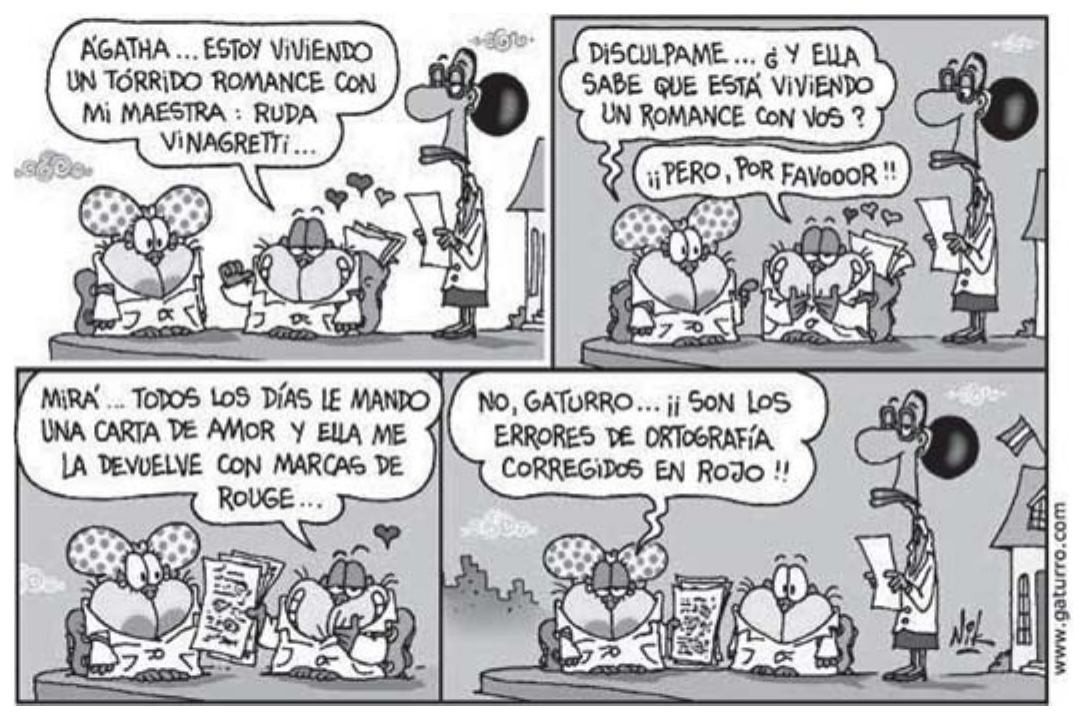 ÁGATHA... ESTOY VIVIENDO
UN TÓRRIDO ROMANCE CON
MI MAESTRA: RUDA
VINAGRETTI...
DISCULPAME... ¿Y ELLA
SABE QUE ESTÁ VIVIENDO
UN ROMANCE CON VOS?
¡¡PERO, POR FAVOOOR!!
MIRÁ... TODOS LOS DÍAS LE MANDO
UNA CARTA DE AMOR Y ELLA ME
LA DEVUELVE CON MARCAS DE
ROUGE...
NO, GATURRO... ¡¡SON LOS
ERRORES DE ORTOGRAFÍA
CORREGIDOS EN ROJO!!
NIK
www.gaturro.com